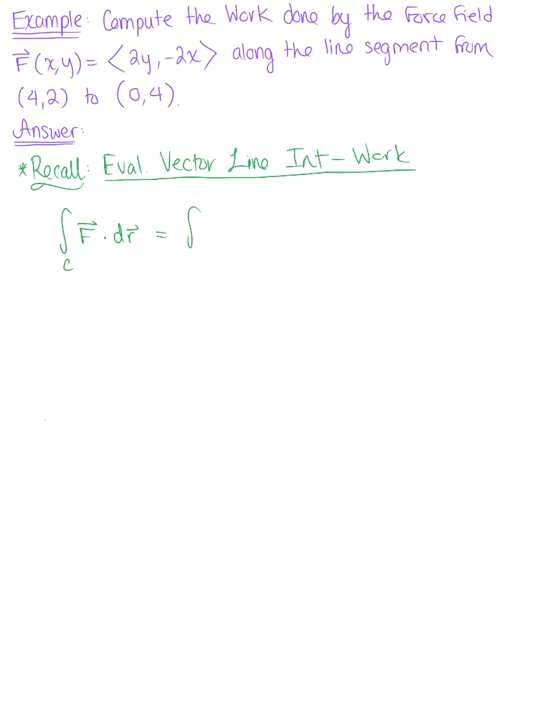 Example: Compute the Work done by the Force Field
F⃗(x,y) = ⟨2y, -2x⟩ along the line segment from
(4,2) to (0,4).
Answer:
*Recall: Eval. Vector Line Int - Work
∫_C F⃗ · dr⃗ = ∫